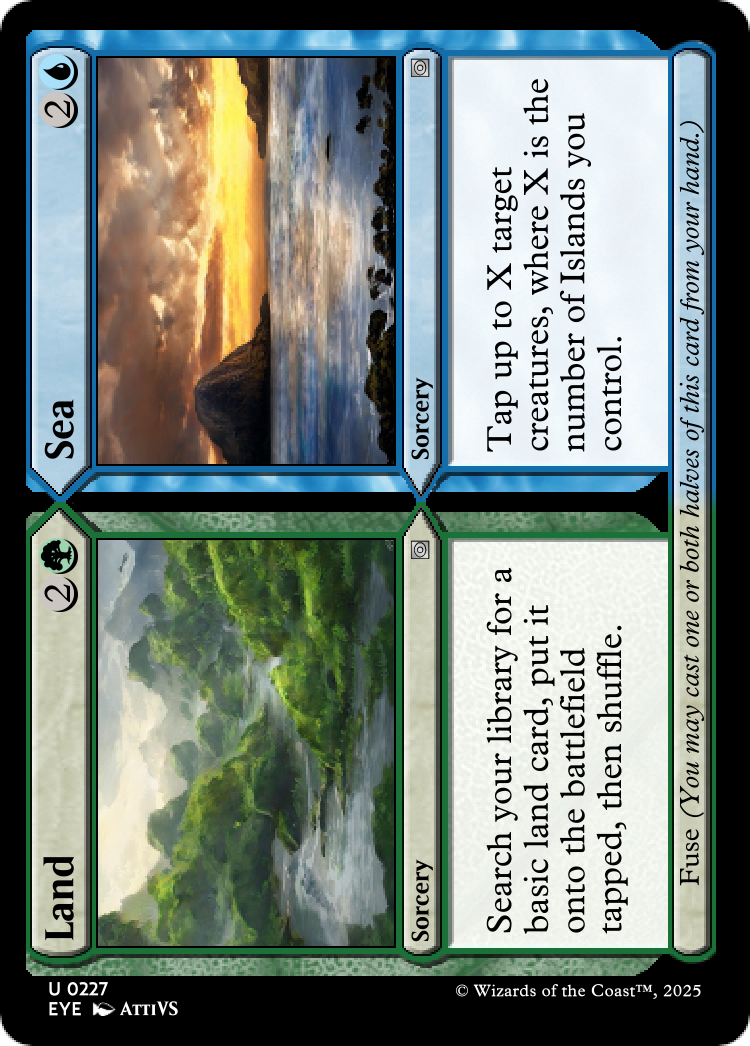 Land 2
Sorcery
Search your library for a
basic land card, put it
onto the battlefield
tapped, then shuffle.
Sea 2
Sorcery
Tap up to X target
creatures, where X is the
number of Islands you
control.
Fuse (You may cast one or both halves of this card from your hand.)
U 0227
EYE AttiVS
© Wizards of the Coast™, 2025